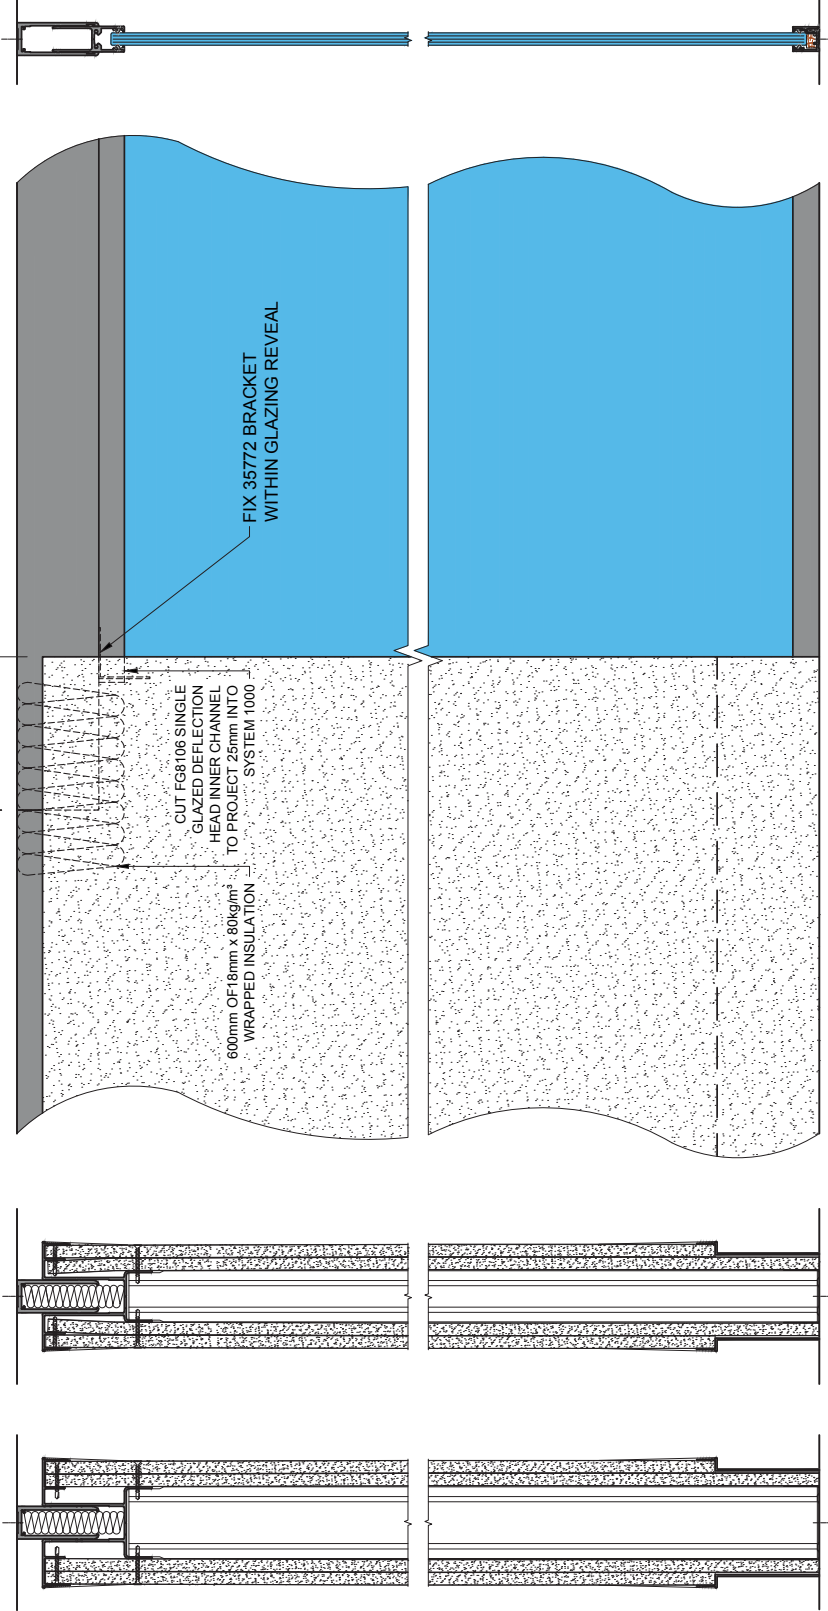 FIX 35772 BRACKET
WITHIN GLAZING REVEAL
CUT FG8106 SINGLE
GLAZED DEFLECTION
HEAD INNER CHANNEL
TO PROJECT 25mm INTO
SYSTEM 1000
600mm OF18mm x 80kg/m³
WRAPPED INSULATION